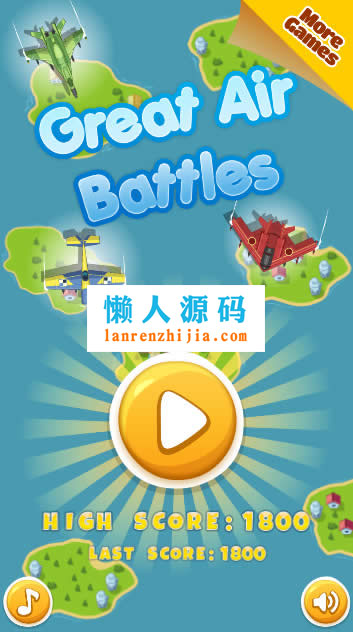 More
Games
Great Air
Battles
懒人源码
lanrenzhijia.com
HIGH SCORE: 1800
LAST SCORE: 1800